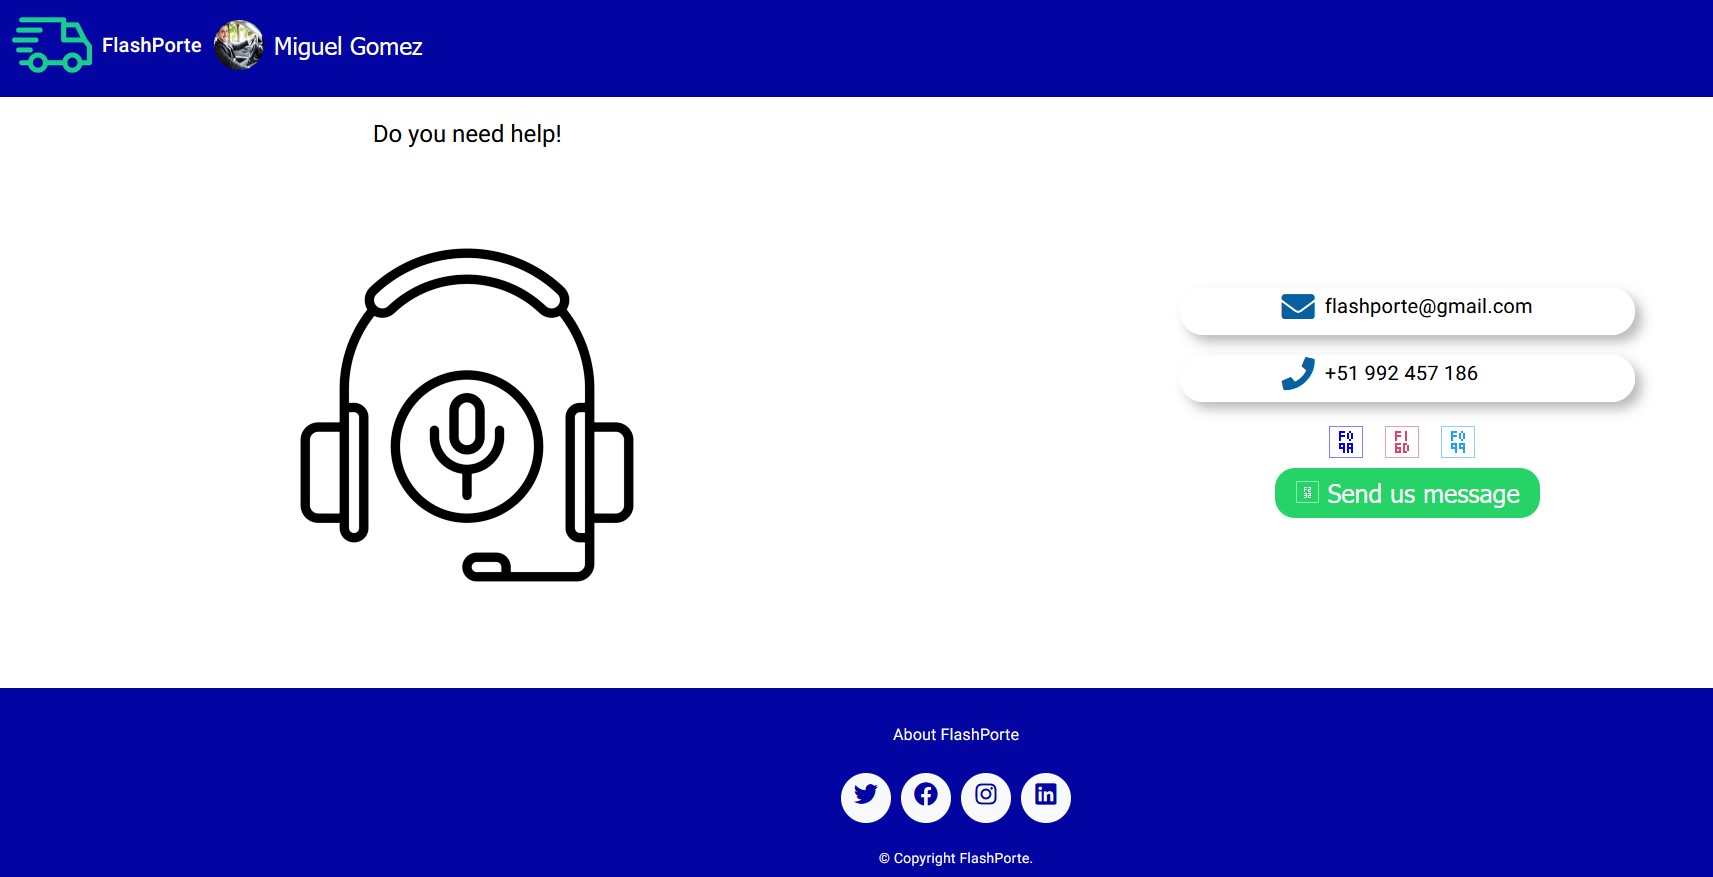 FlashPorte Miguel Gomez
Do you need help!
flashporte@gmail.com
+51 992 457 186
Send us message
About FlashPorte
© Copyright FlashPorte.